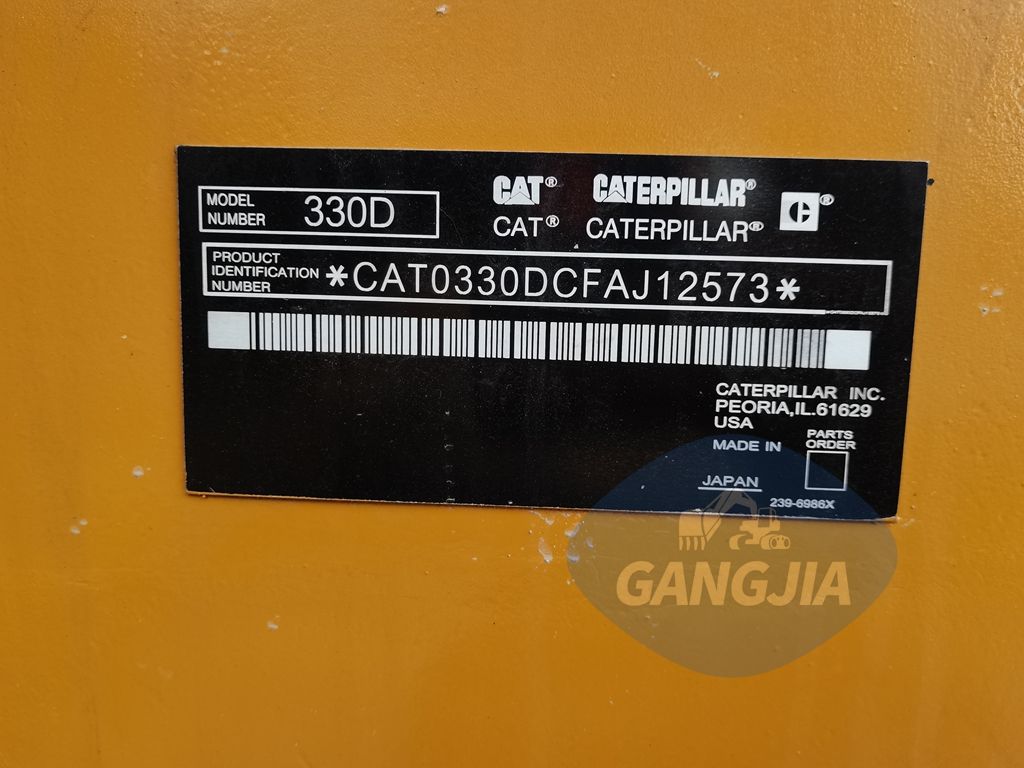 MODEL
NUMBER
330D
CAT® CATERPILLAR® C®
CAT® CATERPILLAR®
PRODUCT
IDENTIFICATION
NUMBER
*CAT0330DCFAJ12573*
CATERPILLAR INC.
PEORIA,IL.61629
USA
MADE IN
JAPAN
PARTS
ORDER
239-6986X
GANGJIA